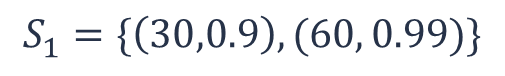 S₁ = {(30,0.9), (60, 0.99)}